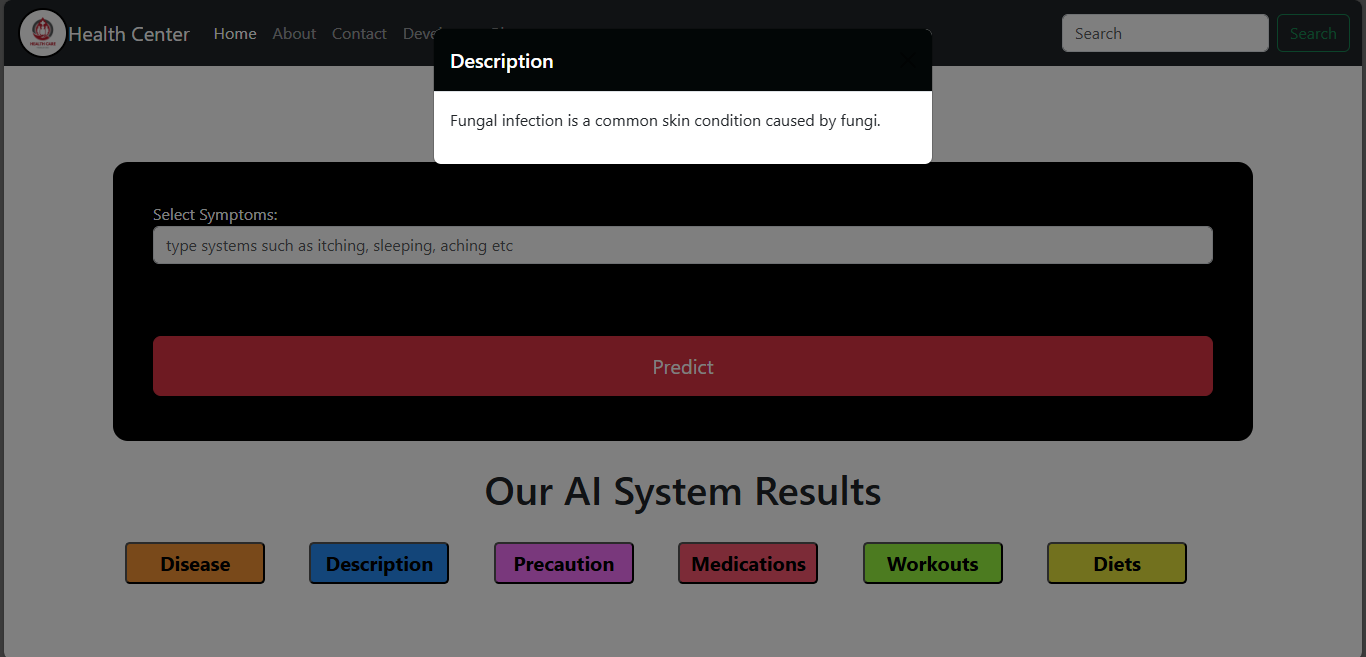 Health Center
Home
About
Contact
Search
Search
Description
Fungal infection is a common skin condition caused by fungi.
Select Symptoms:
type systems such as itching, sleeping, aching etc
Predict
Our AI System Results
Disease
Description
Precaution
Medications
Workouts
Diets